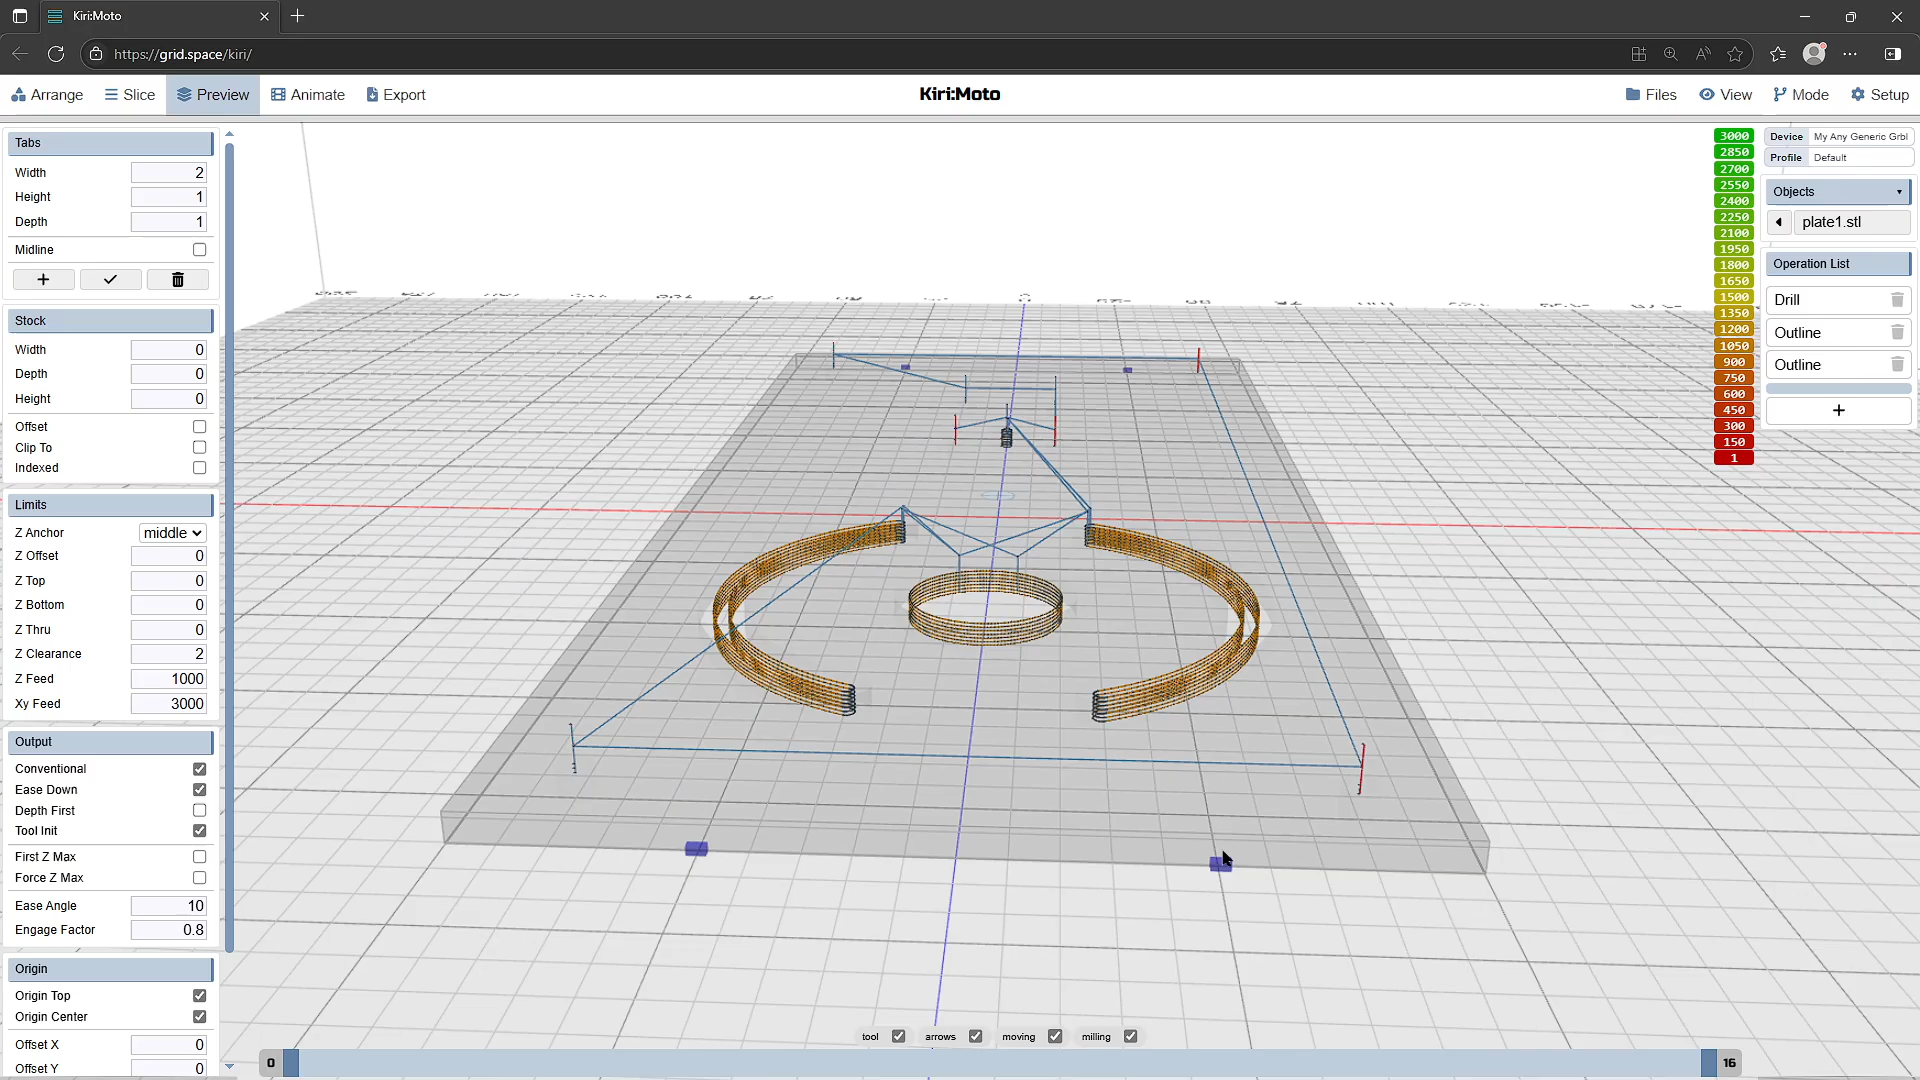 Kiri:Moto
https://grid.space/kiri/
Arrange
Slice
Preview
Animate
Export
Kiri:Moto
Files
View
Mode
Setup
Tabs
Width 2
Height 1
Depth 1
Midline
Stock
Width 0
Depth 0
Height 0
Offset
Clip To
Indexed
Limits
Z Anchor middle
Z Offset 0
Z Top 0
Z Bottom 0
Z Thru 0
Z Clearance 2
Z Feed 1000
Xy Feed 3000
Output
Conventional
Ease Down
Depth First
Tool Init
First Z Max
Force Z Max
Ease Angle 10
Engage Factor 0.8
Origin
Origin Top
Origin Center
Offset X 0
Offset Y 0
3000
2850
2700
2550
2400
2250
2100
1950
1800
1650
1500
1350
1200
1050
900
750
600
450
300
150
1
Device My Any Generic Grbl
Profile Default
Objects
plate1.stl
Operation List
Drill
Outline
Outline
+
tool
arrows
moving
milling
0
16